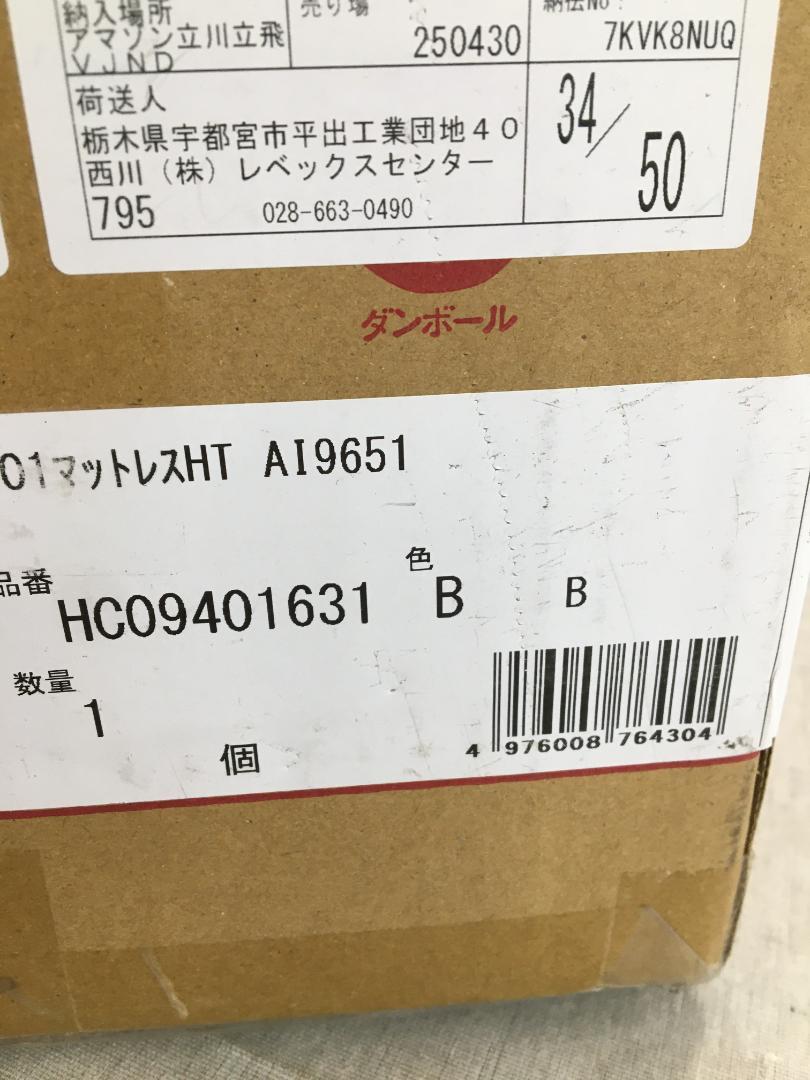 納入場所
売り場
納伝No.
アマゾン立川立飛
250430
7KVK8NUQ
VJND
荷送人
34/50
栃木県宇都宮市平出工業団地40
西川(株)レベックスセンター
795 028-663-0490
ダンボール
01マットレスHT AI9651
品番
色
HC09401631 B B
数量
1
個
4 976008 764304